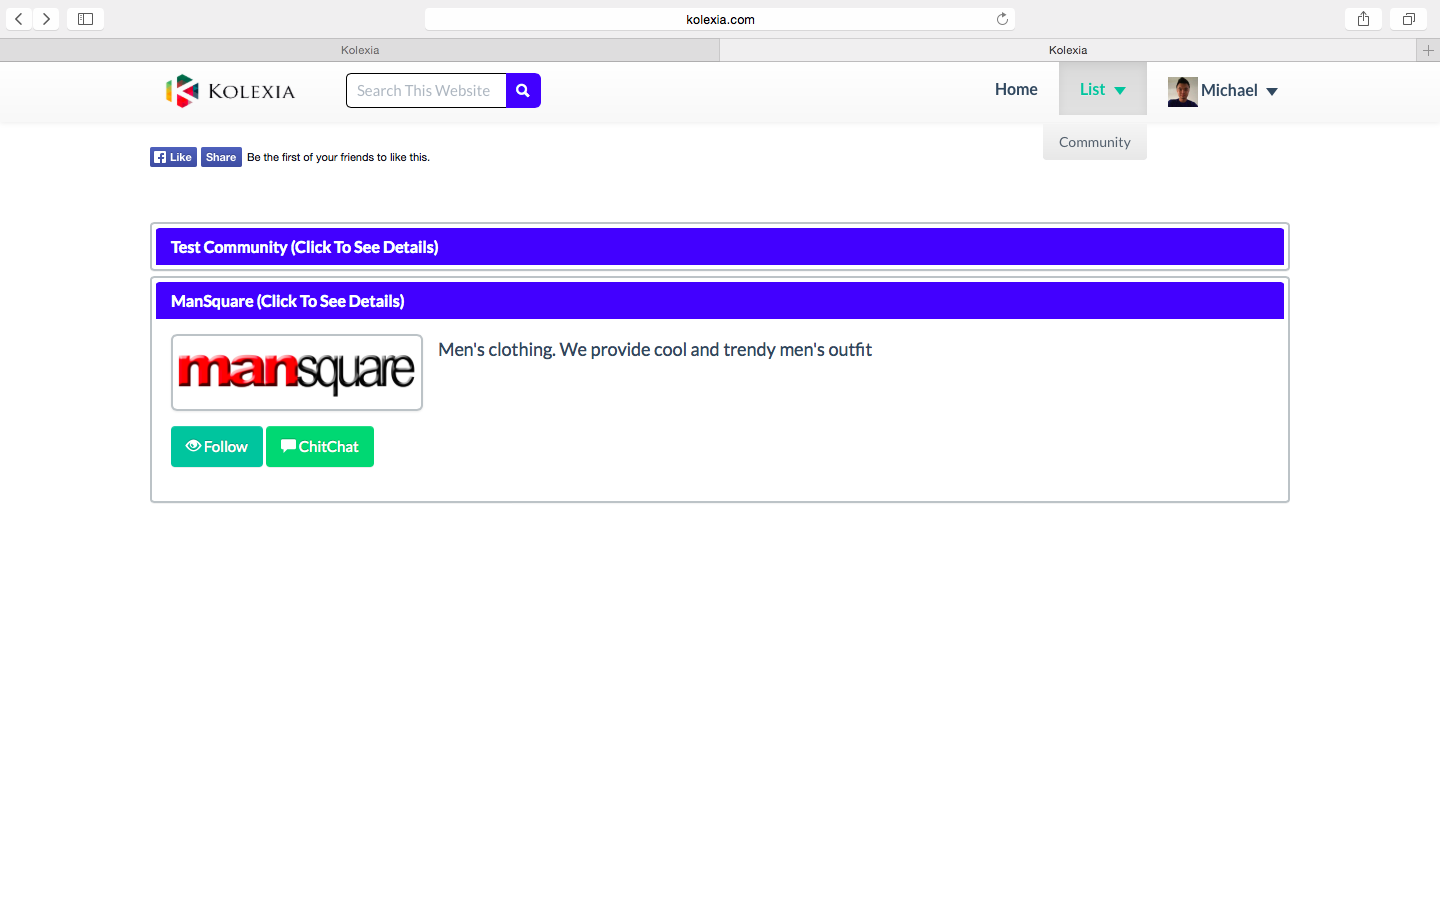 kolexia.com
Kolexia
Kolexia
KOLEXIA
Search This Website
Home
List
Michael
Community
Like
Share
Be the first of your friends to like this.
Test Community (Click To See Details)
ManSquare (Click To See Details)
mansquare
Men's clothing. We provide cool and trendy men's outfit
Follow
ChitChat